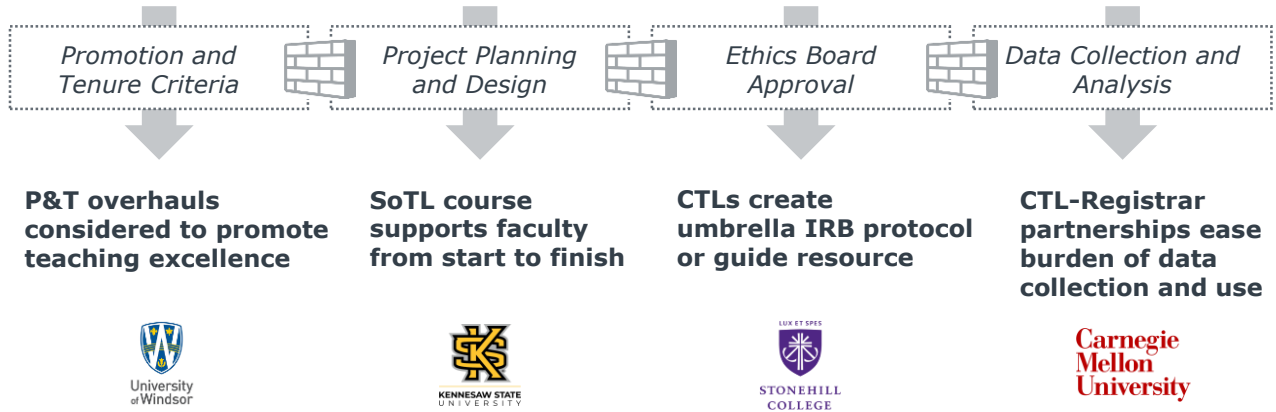 Promotion and
Tenure Criteria
Project Planning
and Design
Ethics Board
Approval
Data Collection and
Analysis
P&T overhauls
considered to promote
teaching excellence
SoTL course
supports faculty
from start to finish
CTLs create
umbrella IRB protocol
or guide resource
CTL-Registrar
partnerships ease
burden of data
collection and use
University
of Windsor
KS
KENNESAW STATE
UNIVERSITY
LUX ET SPES
STONEHILL
COLLEGE
Carnegie
Mellon
University